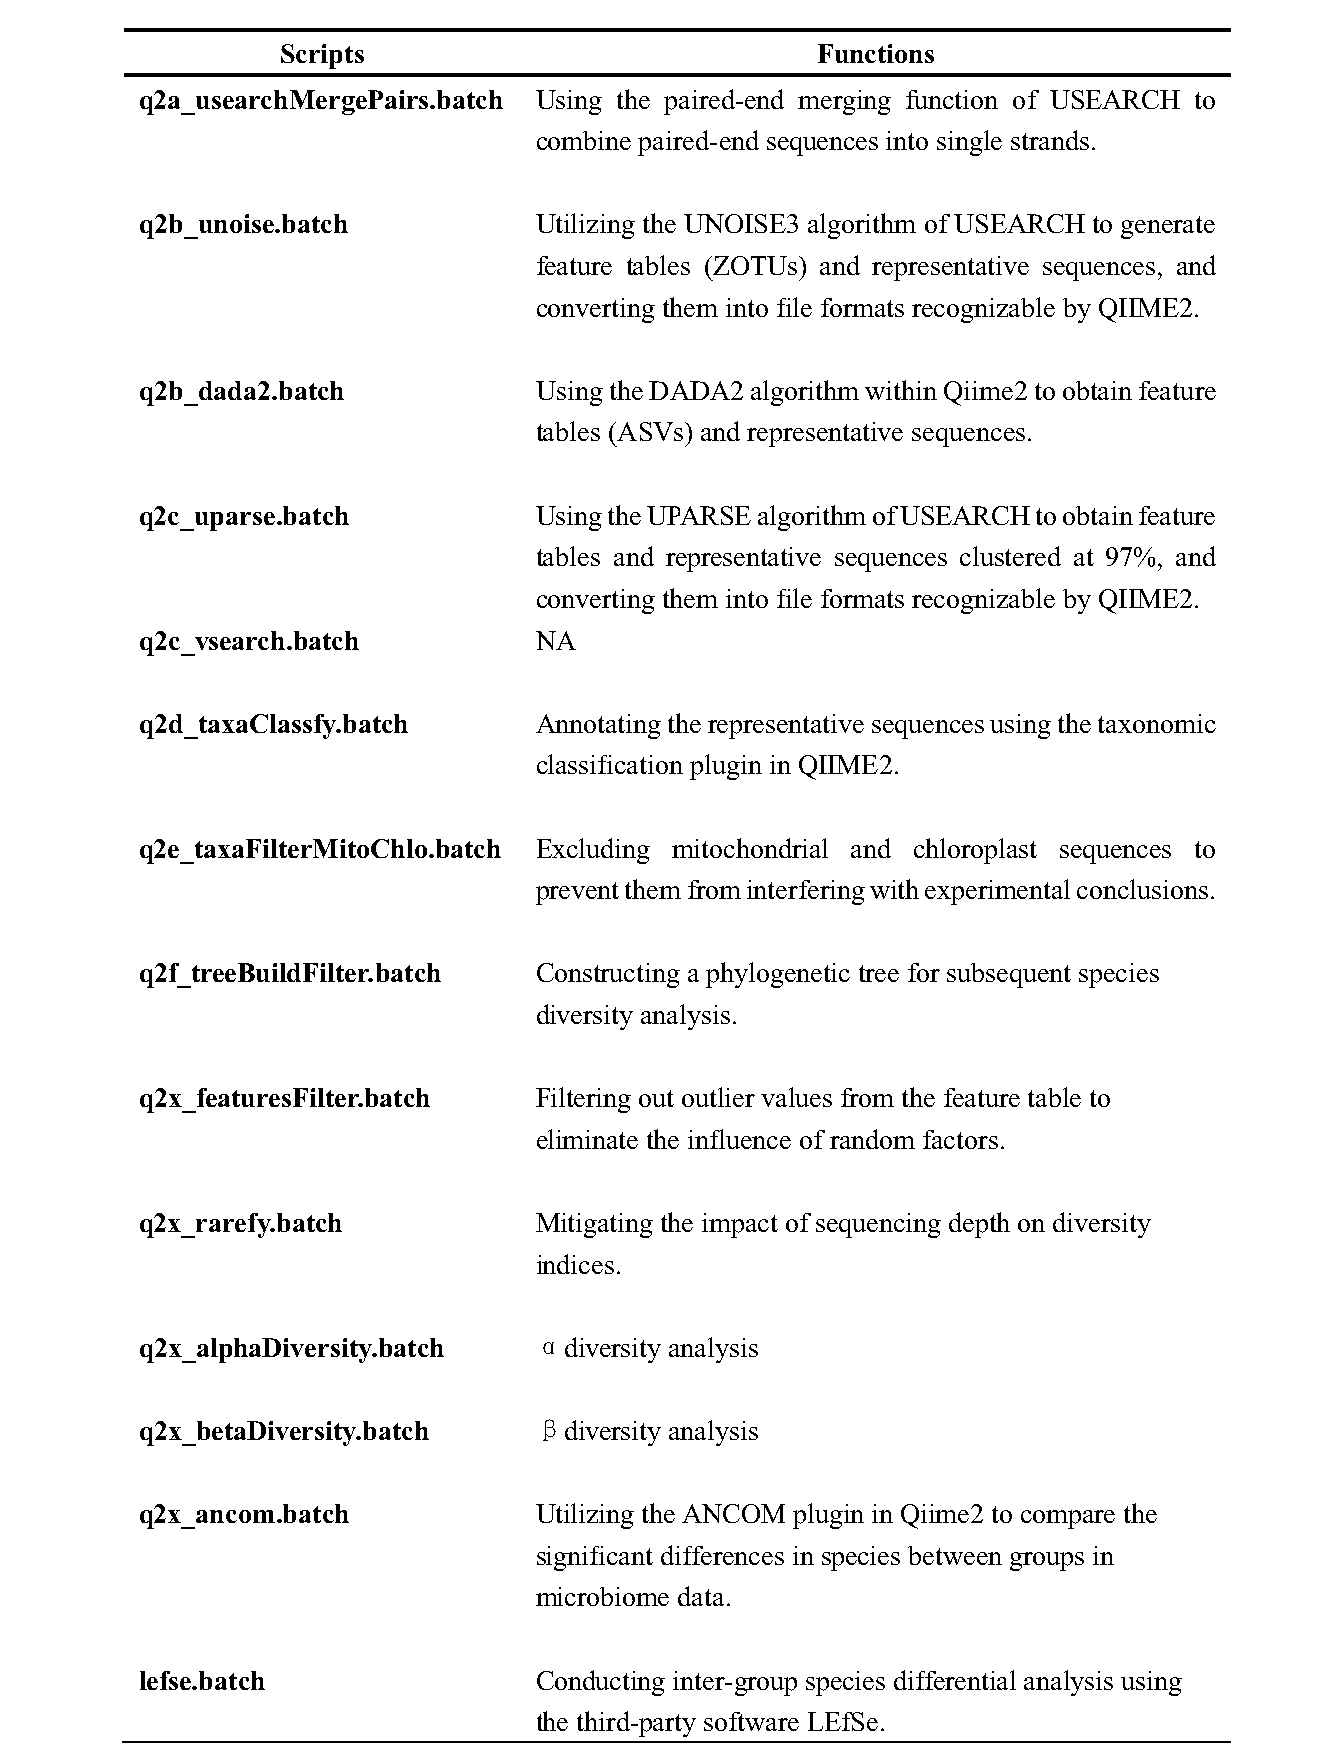 Scripts Functions
q2a_usearchMergePairs.batch Using the paired-end merging function of USEARCH to
combine paired-end sequences into single strands.
q2b_unoise.batch Utilizing the UNOISE3 algorithm of USEARCH to generate
feature tables (ZOTUs) and representative sequences, and
converting them into file formats recognizable by QIIME2.
q2b_dada2.batch Using the DADA2 algorithm within Qiime2 to obtain feature
tables (ASVs) and representative sequences.
q2c_uparse.batch Using the UPARSE algorithm of USEARCH to obtain feature
tables and representative sequences clustered at 97%, and
converting them into file formats recognizable by QIIME2.
q2c_vsearch.batch NA
q2d_taxaClassfy.batch Annotating the representative sequences using the taxonomic
classification plugin in QIIME2.
q2e_taxaFilterMitoChlo.batch Excluding mitochondrial and chloroplast sequences to
prevent them from interfering with experimental conclusions.
q2f_treeBuildFilter.batch Constructing a phylogenetic tree for subsequent species
diversity analysis.
q2x_featuresFilter.batch Filtering out outlier values from the feature table to
eliminate the influence of random factors.
q2x_rarefy.batch Mitigating the impact of sequencing depth on diversity
indices.
q2x_alphaDiversity.batch α diversity analysis
q2x_betaDiversity.batch β diversity analysis
q2x_ancom.batch Utilizing the ANCOM plugin in Qiime2 to compare the
significant differences in species between groups in
microbiome data.
lefse.batch Conducting inter-group species differential analysis using
the third-party software LEfSe.